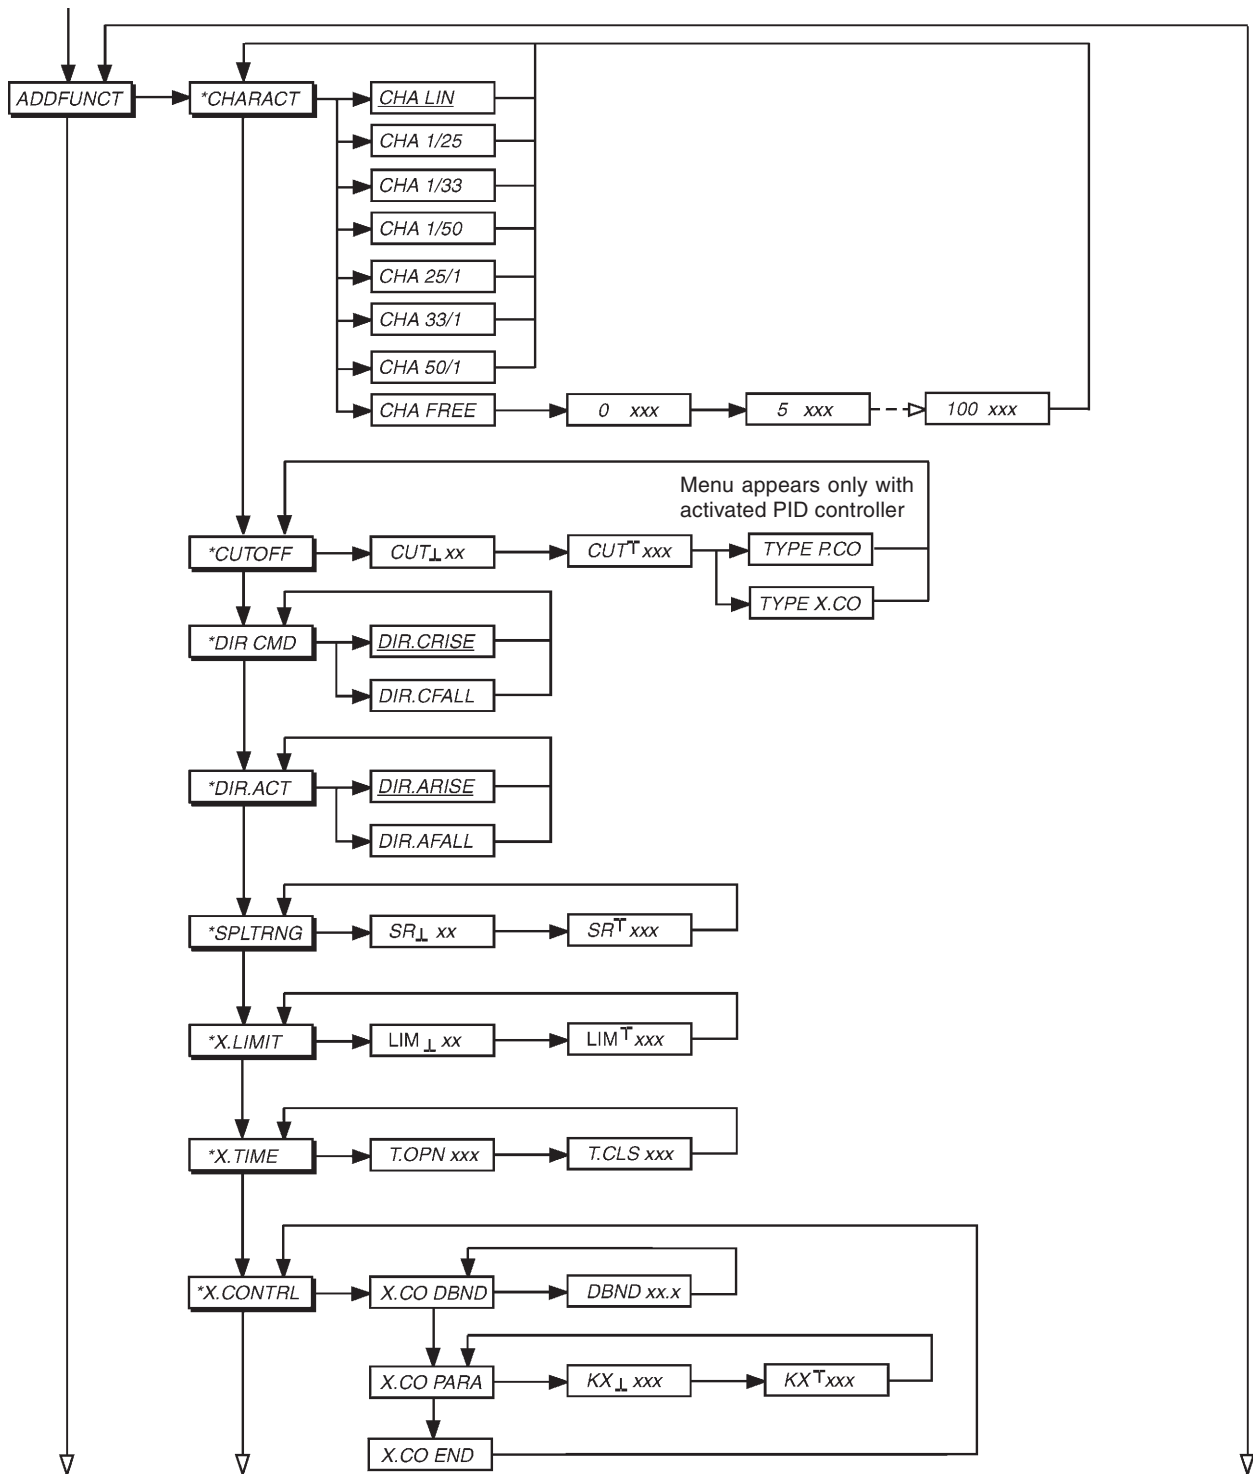 ADDFUNCT
*CHARACT
CHA LIN
CHA 1/25
CHA 1/33
CHA 1/50
CHA 25/1
CHA 33/1
CHA 50/1
CHA FREE
0 xxx
5 xxx
100 xxx
Menu appears only with
activated PID controller
*CUTOFF
CUT⊥ xx
CUT⊤ xxx
TYPE P.CO
TYPE X.CO
*DIR CMD
DIR.CRISE
DIR.CFALL
*DIR.ACT
DIR.ARISE
DIR.AFALL
*SPLTRNG
SR⊥ xx
SR⊤ xxx
*X.LIMIT
LIM⊥ xx
LIM⊤ xxx
*X.TIME
T.OPN xxx
T.CLS xxx
*X.CONTRL
X.CO DBND
DBND xx.x
X.CO PARA
KX⊥ xxx
KX⊤ xxx
X.CO END